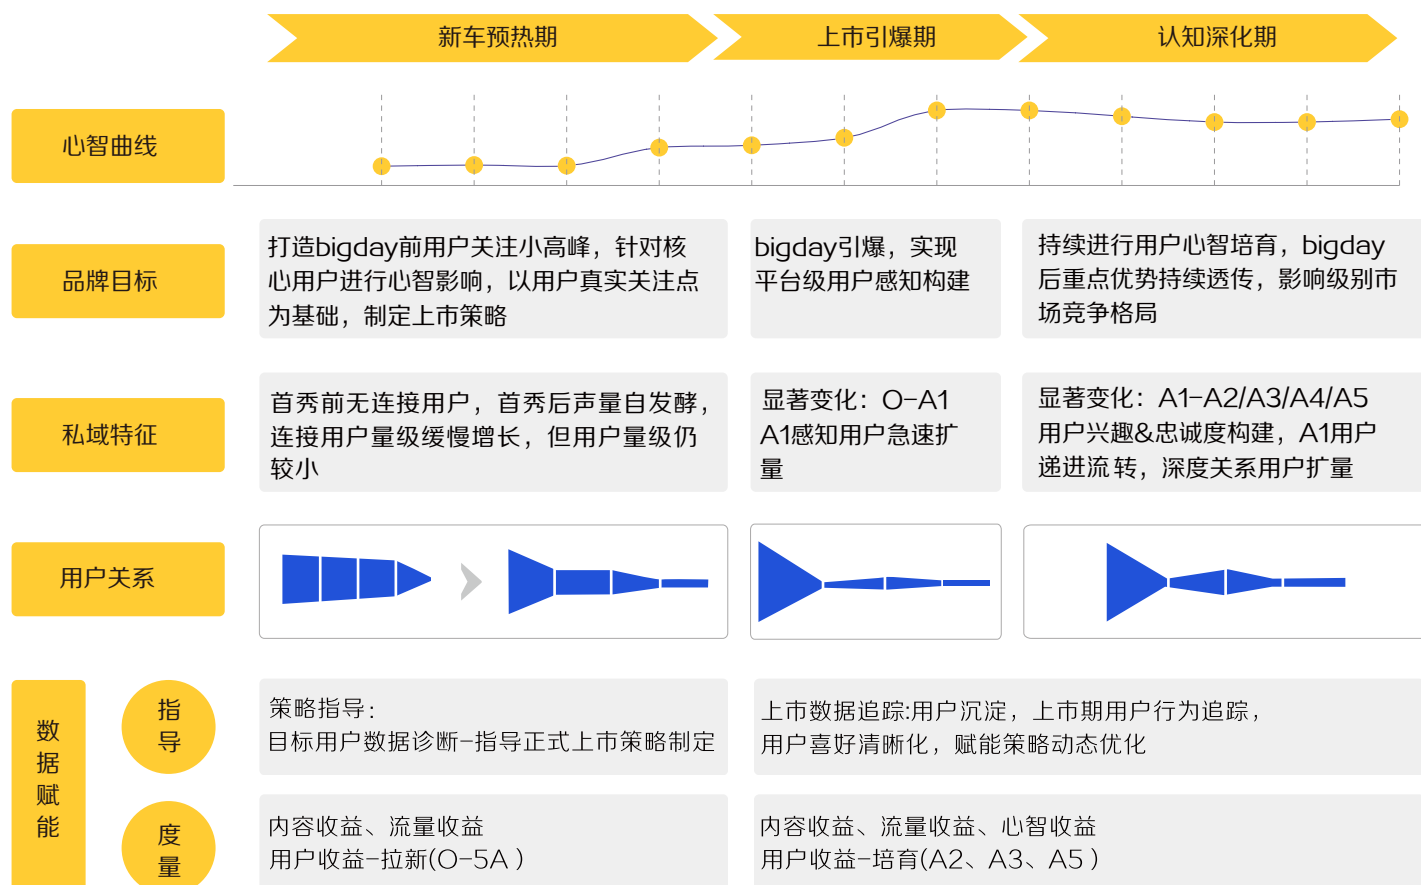 新车预热期
上市引爆期
认知深化期
心智曲线
品牌目标
打造bigday前用户关注小高峰，针对核
心用户进行心智影响，以用户真实关注点
为基础，制定上市策略
bigday引爆，实现
平台级用户感知构建
持续进行用户心智培育，bigday
后重点优势持续透传，影响级别市
场竞争格局
私域特征
首秀前无连接用户，首秀后声量自发酵，
连接用户量级缓慢增长，但用户量级仍
较小
显著变化：O-A1
A1感知用户急速扩
量
显著变化：A1-A2/A3/A4/A5
用户兴趣&忠诚度构建，A1用户
递进流转，深度关系用户扩量
用户关系
数
据
赋
能
指
导
策略指导：
目标用户数据诊断-指导正式上市策略制定
上市数据追踪:用户沉淀，上市期用户行为追踪，
用户喜好清晰化，赋能策略动态优化
度
量
内容收益、流量收益
用户收益-拉新(O-5A )
内容收益、流量收益、心智收益
用户收益-培育(A2、A3、A5 )